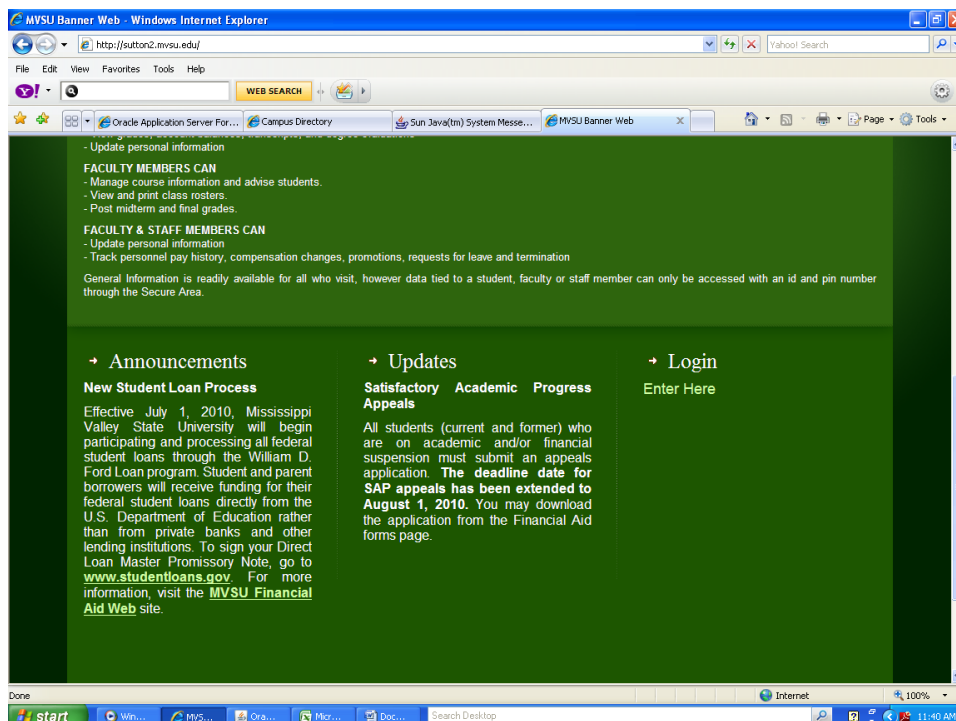 MVSU Banner Web - Windows Internet Explorer
http://sutton2.mvsu.edu/
Yahoo! Search
File Edit View Favorites Tools Help
Y! WEB SEARCH
Oracle Application Server For... Campus Directory Sun Java(tm) System Messe... MVSU Banner Web x Page Tools
- Update personal information
FACULTY MEMBERS CAN
- Manage course information and advise students.
- View and print class rosters.
- Post midterm and final grades.
FACULTY & STAFF MEMBERS CAN
- Update personal information
- Track personnel pay history, compensation changes, promotions, requests for leave and termination
General Information is readily available for all who visit, however data tied to a student, faculty or staff member can only be accessed with an id and pin number
through the Secure Area.
Announcements
New Student Loan Process
Effective July 1, 2010, Mississippi
Valley State University will begin
participating and processing all federal
student loans through the William D.
Ford Loan program. Student and parent
borrowers will receive funding for their
federal student loans directly from the
U.S. Department of Education rather
than from private banks and other
lending institutions. To sign your Direct
Loan Master Promissory Note, go to
www.studentloans.gov. For more
information, visit the MVSU Financial
Aid Web site.
Updates
Satisfactory Academic Progress
Appeals
All students (current and former) who
are on academic and/or financial
suspension must submit an appeals
application. The deadline date for
SAP appeals has been extended to
August 1, 2010. You may download
the application from the Financial Aid
forms page.
Login
Enter Here
Done Internet 100%
start Win... MVS... Ora... Micr... Doc... Search Desktop 11:40 AM